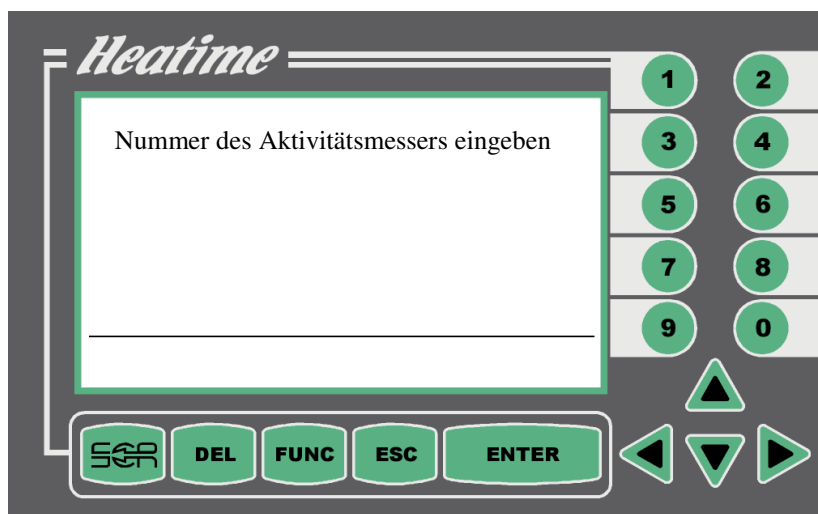 Heatime
Nummer des Aktivitätsmessers eingeben
1 2
3 4
5 6
7 8
9 0
SCR DEL FUNC ESC ENTER